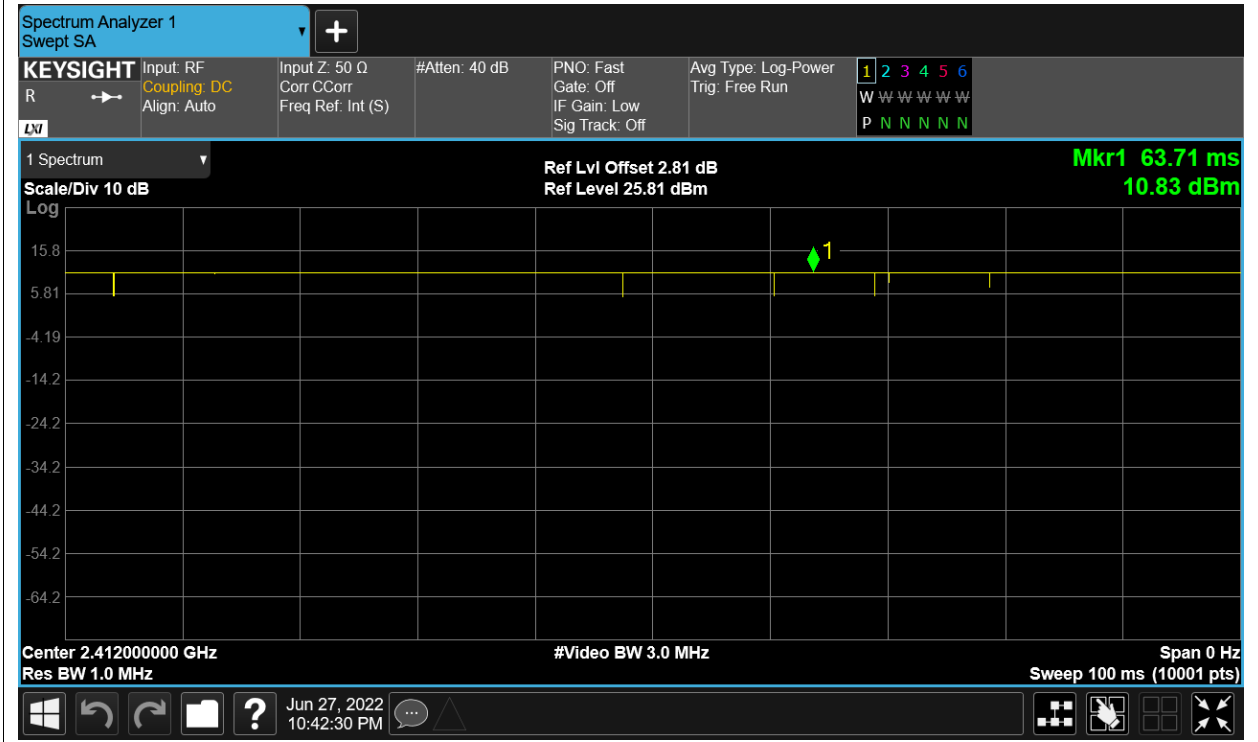 Spectrum Analyzer 1
Swept SA
KEYSIGHT
R
LXI
Input: RF
Coupling: DC
Align: Auto
Input Z: 50 Ω
Corr CCorr
Freq Ref: Int (S)
#Atten: 40 dB
PNO: Fast
Gate: Off
IF Gain: Low
Sig Track: Off
Avg Type: Log-Power
Trig: Free Run
1 2 3 4 5 6
W W W W W W
P N N N N N
1 Spectrum
Scale/Div 10 dB
Ref Lvl Offset 2.81 dB
Ref Level 25.81 dBm
Mkr1 63.71 ms
10.83 dBm
Log
1
15.8
5.81
-4.19
-14.2
-24.2
-34.2
-44.2
-54.2
-64.2
Center 2.412000000 GHz
Res BW 1.0 MHz
#Video BW 3.0 MHz
Span 0 Hz
Sweep 100 ms (10001 pts)
?
Jun 27, 2022
10:42:30 PM